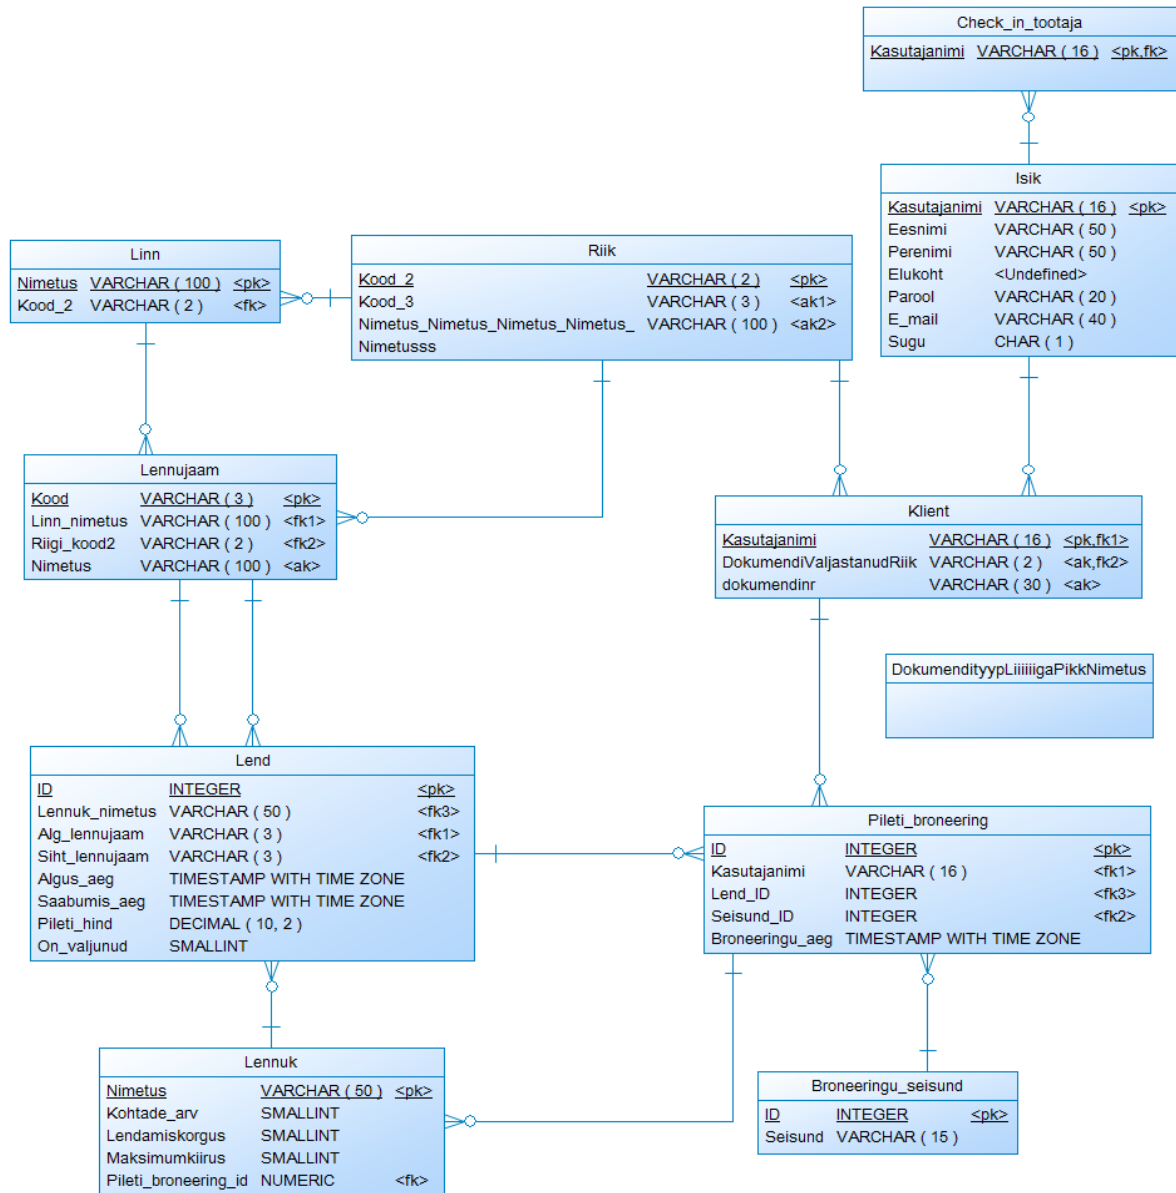 Check_in_tootaja
Kasutajanimi VARCHAR ( 16 ) <pk,fk>
Isik
Kasutajanimi VARCHAR ( 16 ) <pk>
Eesnimi VARCHAR ( 50 )
Perenimi VARCHAR ( 50 )
Elukoht <Undefined>
Parool VARCHAR ( 20 )
E_mail VARCHAR ( 40 )
Sugu CHAR ( 1 )
Linn
Nimetus VARCHAR ( 100 ) <pk>
Kood_2 VARCHAR ( 2 ) <fk>
Riik
Kood_2 VARCHAR ( 2 ) <pk>
Kood_3 VARCHAR ( 3 ) <ak1>
Nimetus_Nimetus_Nimetus_Nimetus_ VARCHAR ( 100 ) <ak2>
Nimetusss
Lennujaam
Kood VARCHAR ( 3 ) <pk>
Linn_nimetus VARCHAR ( 100 ) <fk1>
Riigi_kood2 VARCHAR ( 2 ) <fk2>
Nimetus VARCHAR ( 100 ) <ak>
Klient
Kasutajanimi VARCHAR ( 16 ) <pk,fk1>
DokumendiValjastanudRiik VARCHAR ( 2 ) <ak,fk2>
dokumendinr VARCHAR ( 30 ) <ak>
DokumendityypLiiiiiigaPikkNimetus
Lend
ID INTEGER <pk>
Lennuk_nimetus VARCHAR ( 50 ) <fk3>
Alg_lennujaam VARCHAR ( 3 ) <fk1>
Siht_lennujaam VARCHAR ( 3 ) <fk2>
Algus_aeg TIMESTAMP WITH TIME ZONE
Saabumis_aeg TIMESTAMP WITH TIME ZONE
Pileti_hind DECIMAL ( 10, 2 )
On_valjunud SMALLINT
Pileti_broneering
ID INTEGER <pk>
Kasutajanimi VARCHAR ( 16 ) <fk1>
Lend_ID INTEGER <fk3>
Seisund_ID INTEGER <fk2>
Broneeringu_aeg TIMESTAMP WITH TIME ZONE
Lennuk
Nimetus VARCHAR ( 50 ) <pk>
Kohtade_arv SMALLINT
Lendamiskorgus SMALLINT
Maksimumkiirus SMALLINT
Pileti_broneering_id NUMERIC <fk>
Broneeringu_seisund
ID INTEGER <pk>
Seisund VARCHAR ( 15 )